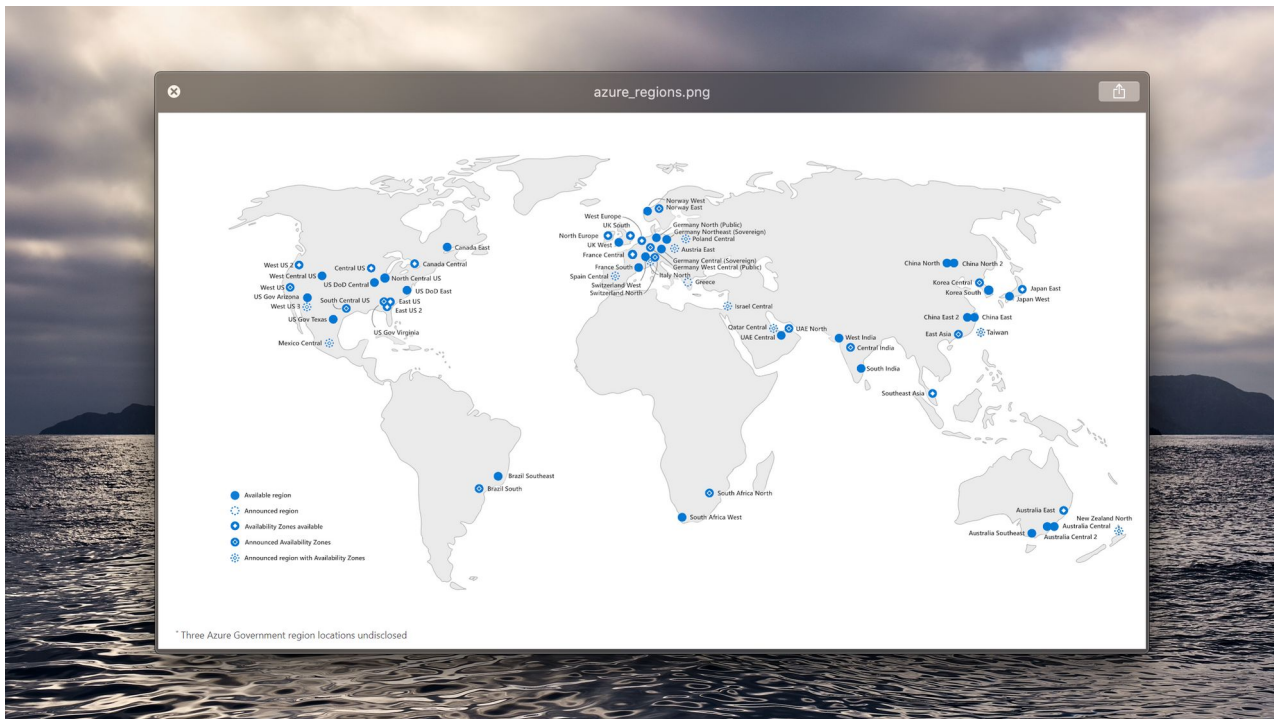 azure_regions.png
Norway West
Norway East
West Europe
UK South
North Europe
UK West
France Central
France South
Spain Central
Switzerland West
Switzerland North
Germany North (Public)
Germany Northeast (Sovereign)
Poland Central
Austria East
Germany Central (Sovereign)
Germany West Central (Public)
Italy North
Greece
Israel Central
Qatar Central
UAE North
UAE Central
Canada East
Canada Central
West US 2
Central US
West Central US
North Central US
US DoD Central
US DoD East
West US
US Gov Arizona
West US 3
South Central US
East US
East US 2
US Gov Texas
US Gov Virginia
Mexico Central
China North
China North 2
Korea Central
Korea South
Japan East
Japan West
China East 2
China East
East Asia
Taiwan
West India
Central India
South India
Southeast Asia
Brazil Southeast
Brazil South
South Africa North
South Africa West
Australia East
New Zealand North
Australia Central
Australia Southeast
Australia Central 2
Available region
Announced region
Availability Zones available
Announced Availability Zones
Announced region with Availability Zones
* Three Azure Government region locations undisclosed